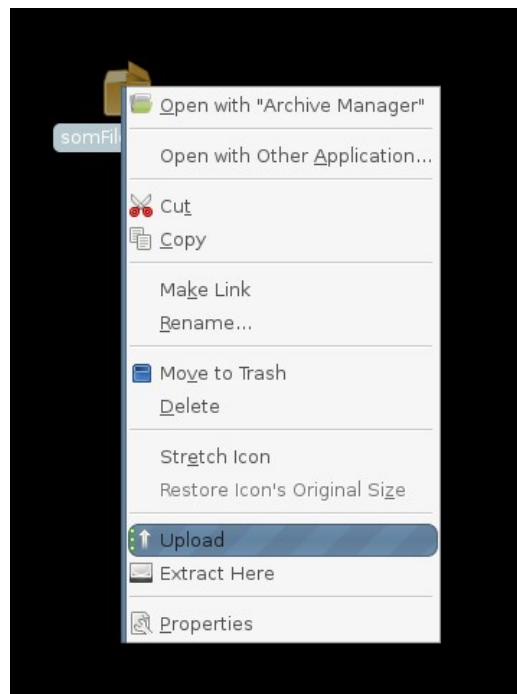 Open with "Archive Manager"
somFil
Open with Other Application...
Cut
Copy
Make Link
Rename...
Move to Trash
Delete
Stretch Icon
Restore Icon's Original Size
Upload
Extract Here
Properties